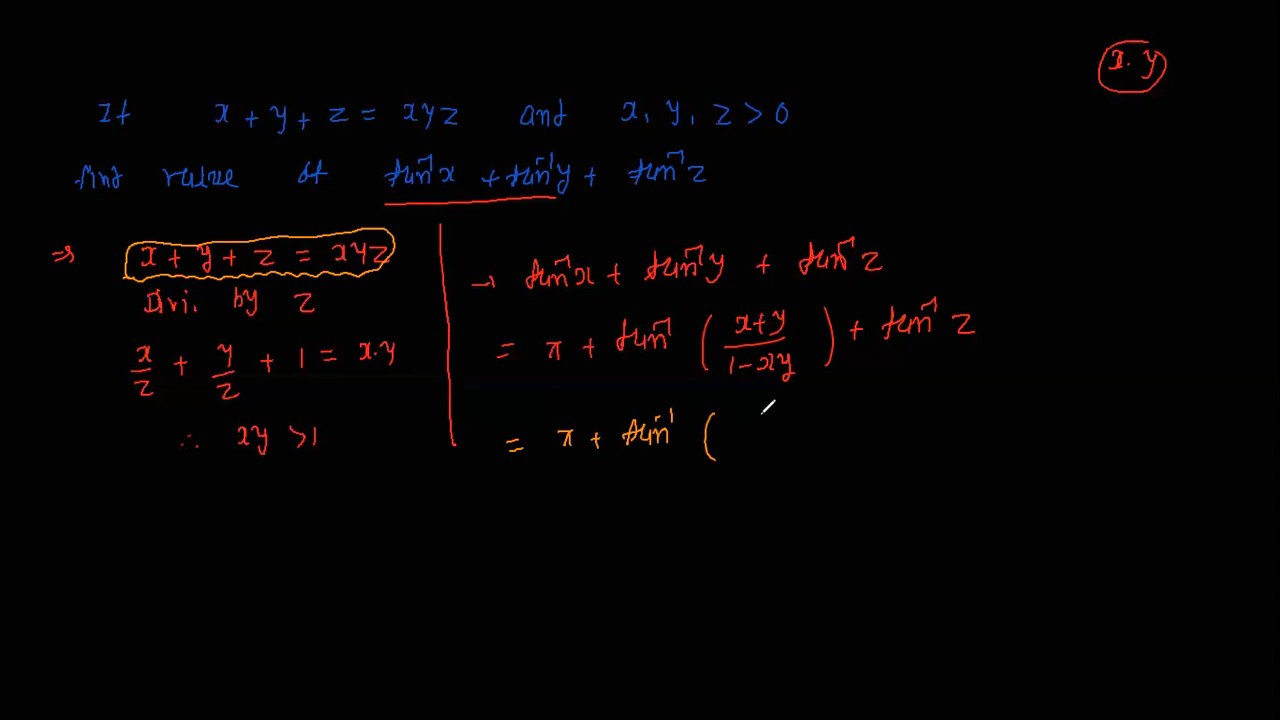 x. y
If x + y + z = xyz and x, y, z > 0
find value of tan⁻¹x + tan⁻¹y + tan⁻¹z
⇒ x + y + z = xyz
Divi. by z
x/z + y/z + 1 = x.y
∴ xy > 1
→ tan⁻¹x + tan⁻¹y + tan⁻¹z
= π + tan⁻¹ ( x+y / 1-xy ) + tan⁻¹ z
= π + tan⁻¹ (